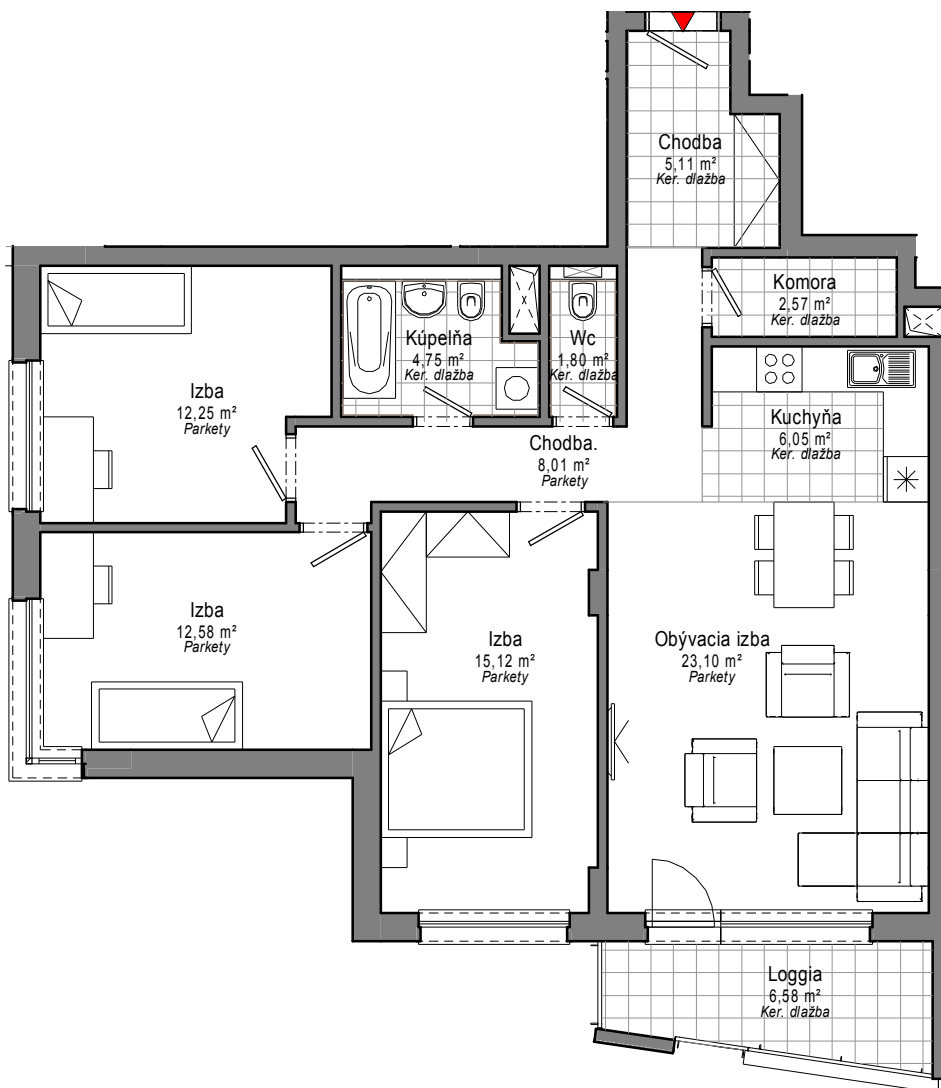 Chodba
5,11 m²
Ker. dlažba
Komora
2,57 m²
Ker. dlažba
Kúpelňa
4,75 m²
Ker. dlažba
Wc
1,80 m²
Ker. dlažba
Izba
12,25 m²
Parkety
Kuchyňa
6,05 m²
Ker. dlažba
Chodba.
8,01 m²
Parkety
Izba
12,58 m²
Parkety
Izba
15,12 m²
Parkety
Obývacia izba
23,10 m²
Parkety
Loggia
6,58 m²
Ker. dlažba